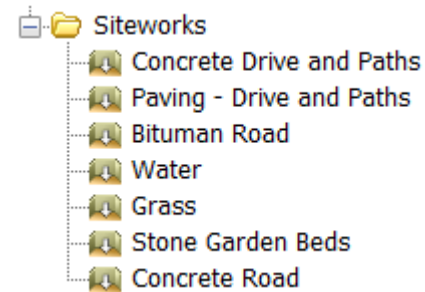 Siteworks
Concrete Drive and Paths
Paving - Drive and Paths
Bituman Road
Water
Grass
Stone Garden Beds
Concrete Road